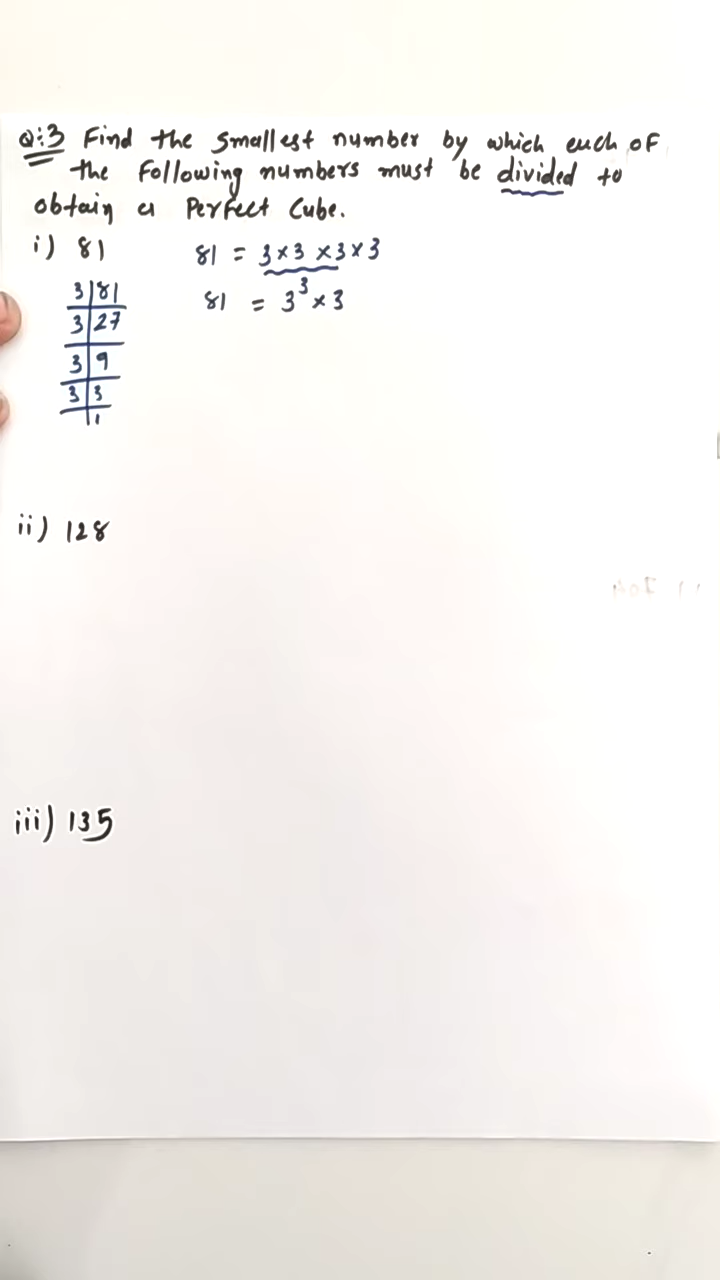 Q:3 Find the smallest number by which each of
the following numbers must be divided to
obtain a Perfect Cube.
i) 81 81 = 3×3×3×3
81 = 3³×3
3|81
3|27
3|9
3|3
|1
ii) 128
iii) 135